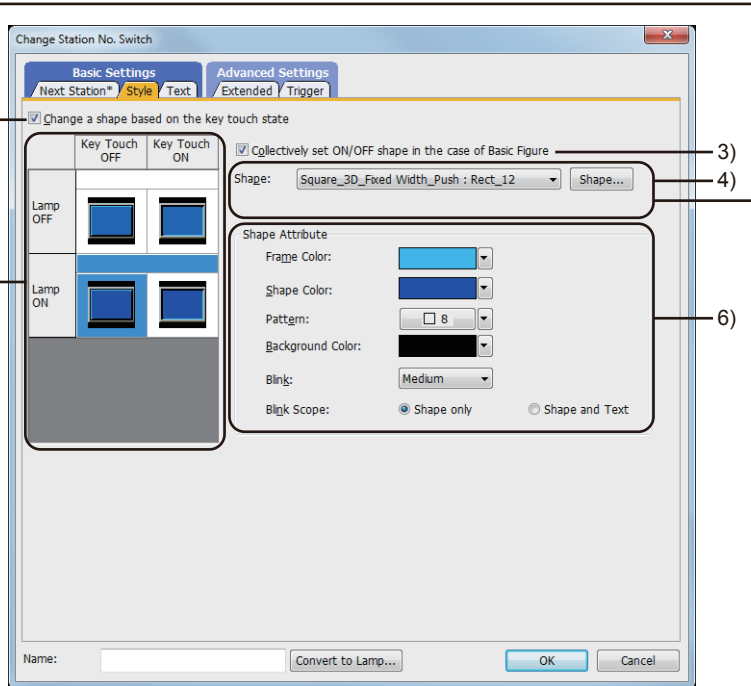 Change Station No. Switch
Basic Settings
Advanced Settings
Next Station* Style Text Extended Trigger
Change a shape based on the key touch state
Key Touch OFF
Key Touch ON
Lamp OFF
Lamp ON
Collectively set ON/OFF shape in the case of Basic Figure
3)
Shape: Square_3D_Fixed Width_Push : Rect_12 Shape...
4)
Shape Attribute
Frame Color:
Shape Color:
Pattern: 8
6)
Background Color:
Blink: Medium
Blink Scope: Shape only Shape and Text
Name: Convert to Lamp... OK Cancel